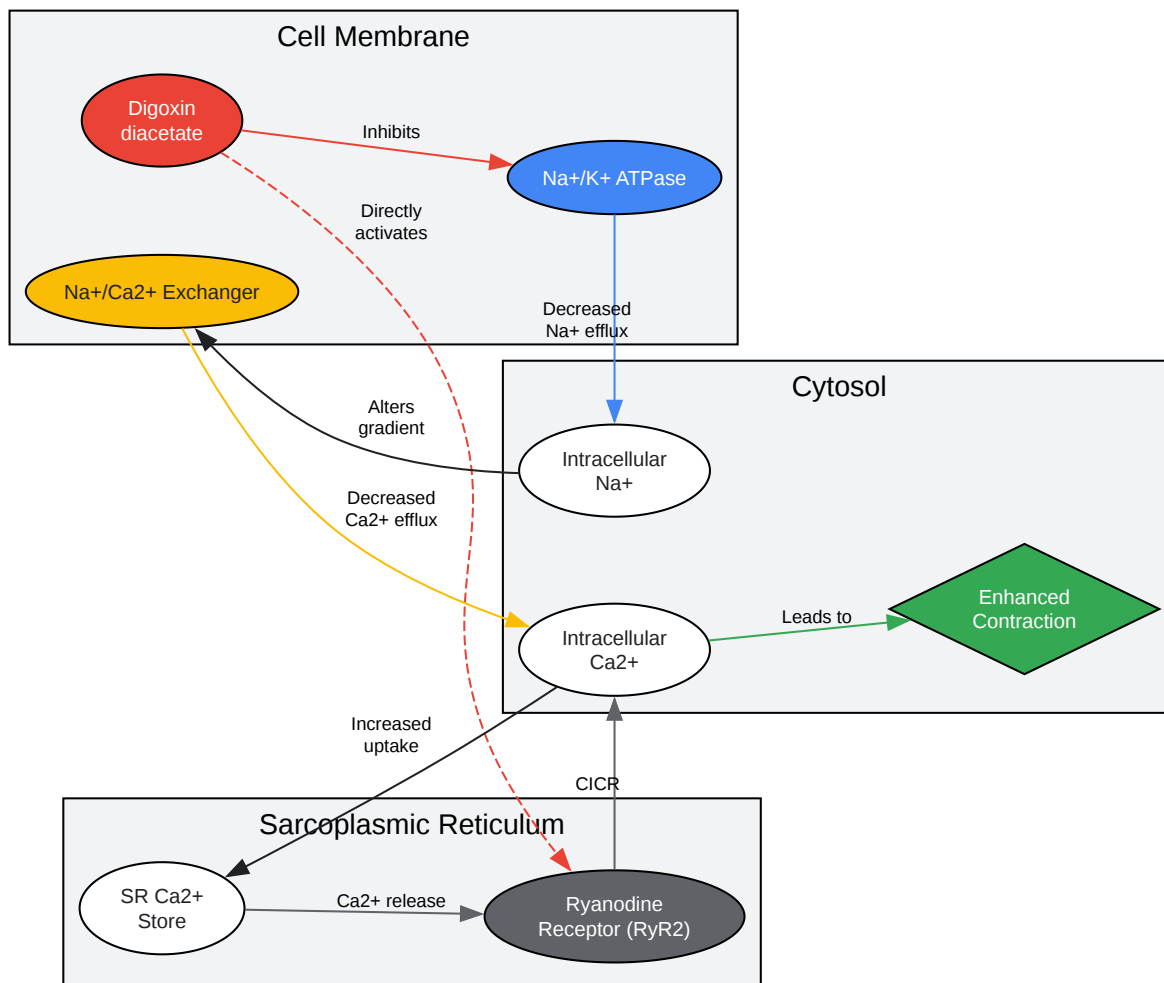 Cell Membrane
Digoxin
diacetate
Inhibits
Na+/K+ ATPase
Directly
activates
Na+/Ca2+ Exchanger
Decreased
Na+ efflux
Cytosol
Alters
gradient
Intracellular
Na+
Decreased
Ca2+ efflux
Enhanced
Contraction
Leads to
Intracellular
Ca2+
Increased
uptake
CICR
Sarcoplasmic Reticulum
SR Ca2+
Store
Ca2+ release
Ryanodine
Receptor (RyR2)